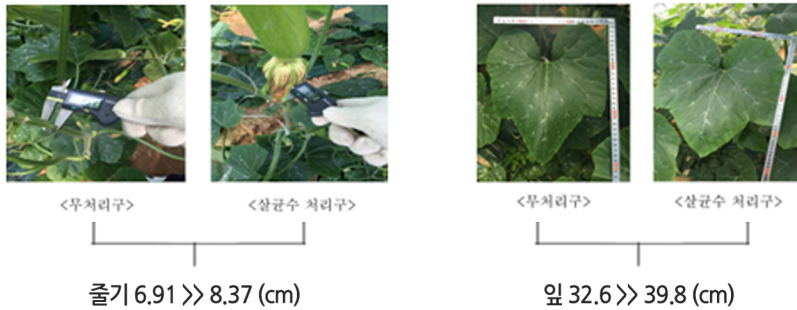 <무처리구>
<살균수 처리구>
<무처리구>
<살균수 처리구>
줄기 6.91 >> 8.37 (cm)
잎 32.6 >> 39.8 (cm)